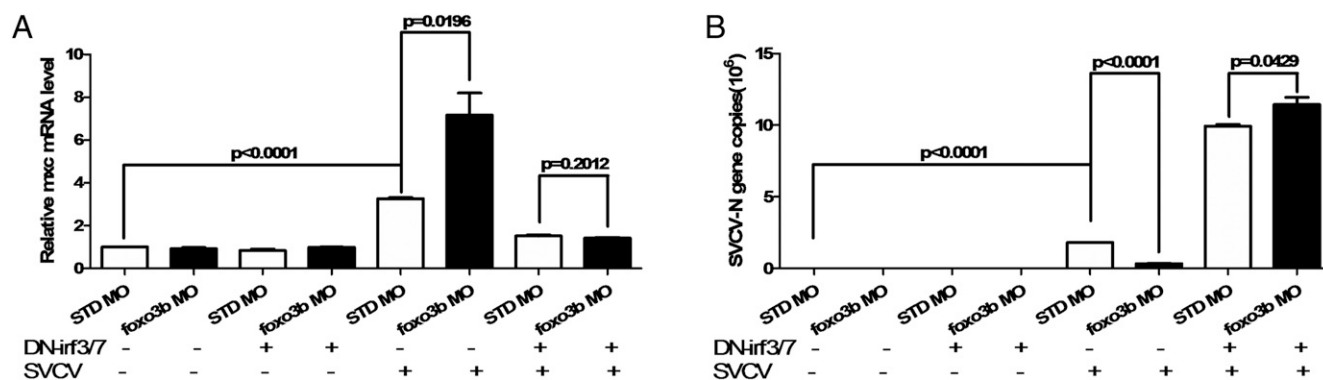 A
p=0.0196
10
8
6
4
2
0
Relative mxc mRNA level
p<0.0001
p=0.2012
STD MO
foxo3b MO
STD MO
foxo3b MO
STD MO
foxo3b MO
STD MO
foxo3b MO
DN-irf3/7 - - + + - - + +
SVCV - - - - + + + +
B
15
10
5
0
SVCV-N gene copies(10⁶)
p<0.0001
p<0.0001
p=0.0429
STD MO
foxo3b MO
STD MO
foxo3b MO
STD MO
foxo3b MO
STD MO
foxo3b MO
DN-irf3/7 - - + + - - + +
SVCV - - - - + + + +